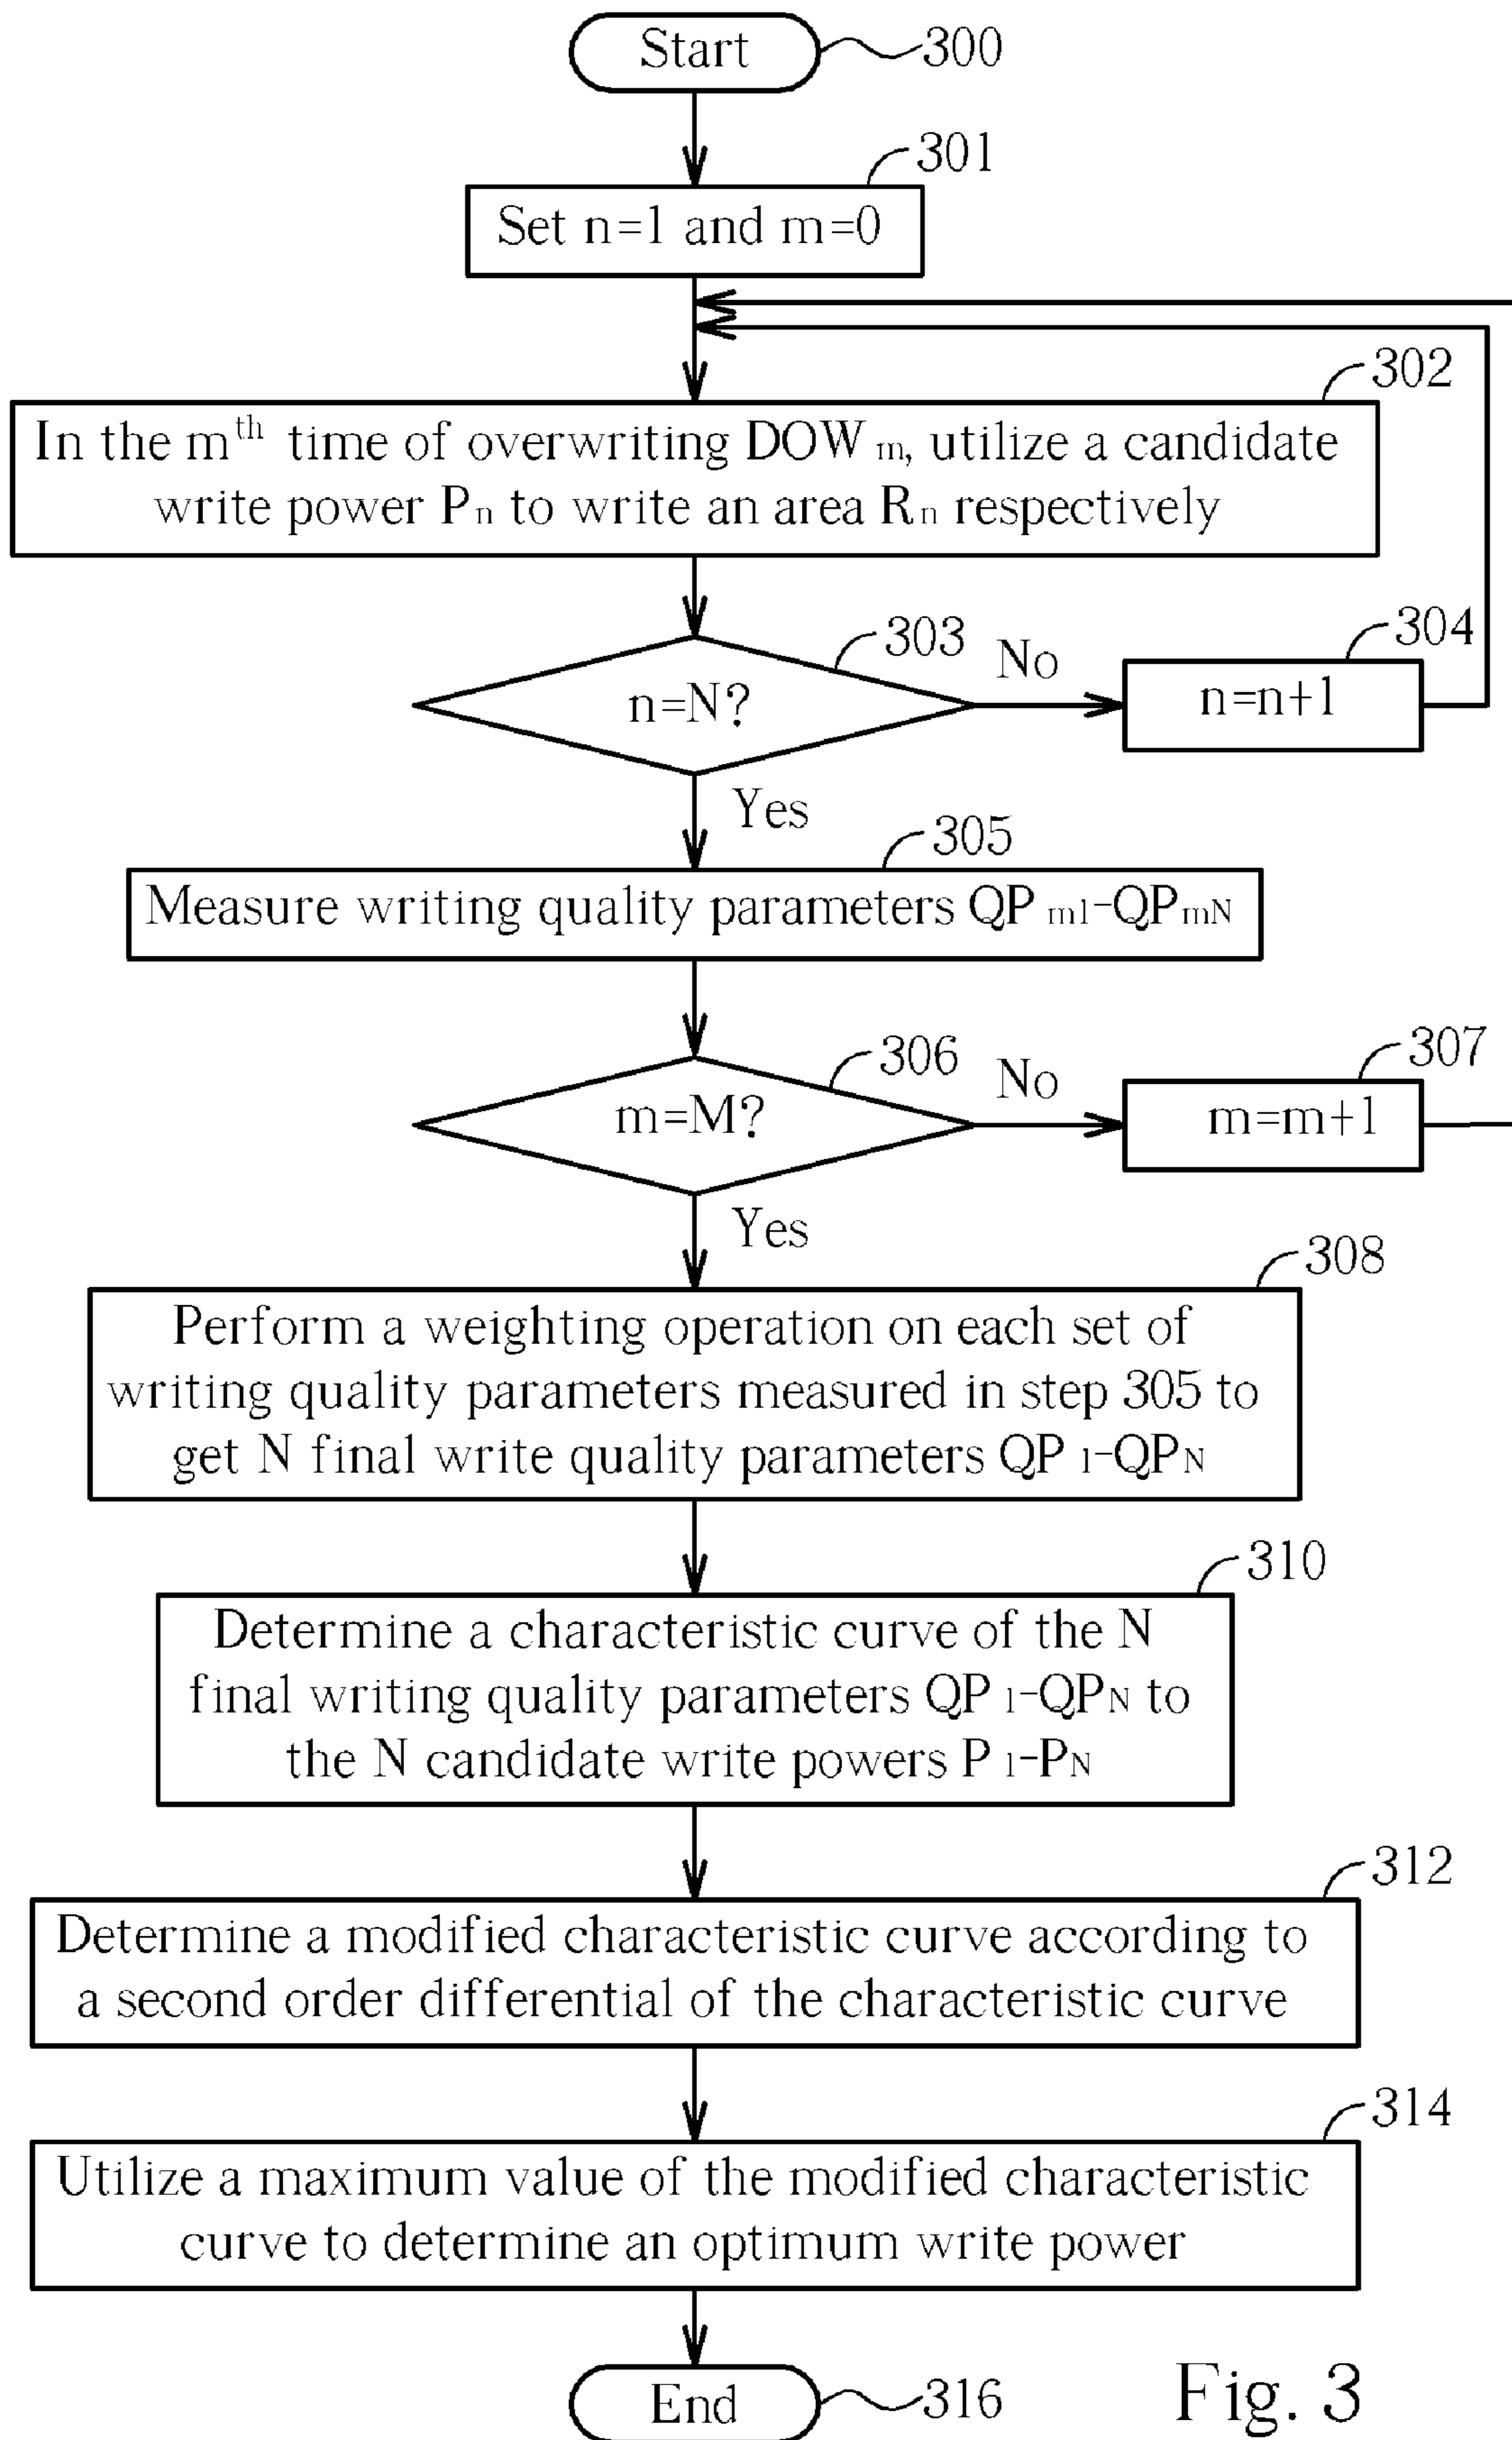 Start
300
301
Set n=1 and m=0
302
In the mth time of overwriting DOW m, utilize a candidate
write power Pn to write an area Rn respectively
303
No
304
n=N?
n=n+1
Yes
305
Measure writing quality parameters QP m1-QPmN
306
No
307
m=M?
m=m+1
Yes
308
Perform a weighting operation on each set of
writing quality parameters measured in step 305 to
get N final write quality parameters QP 1-QPN
310
Determine a characteristic curve of the N
final writing quality parameters QP 1-QPN to
the N candidate write powers P 1-PN
312
Determine a modified characteristic curve according to
a second order differential of the characteristic curve
314
Utilize a maximum value of the modified characteristic
curve to determine an optimum write power
End
316
Fig. 3